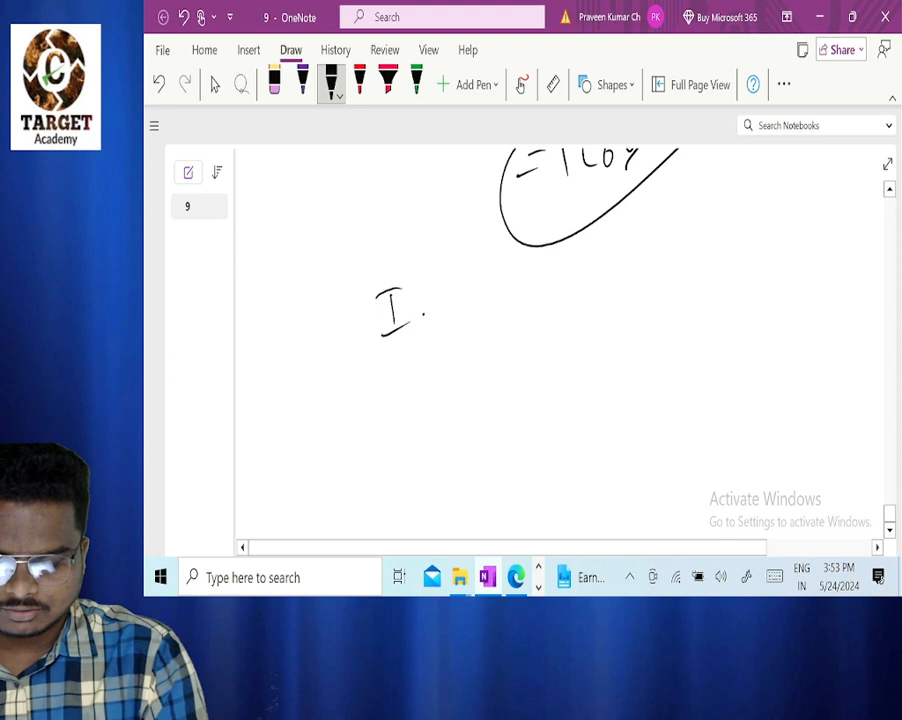 9 - OneNote
Search
Praveen Kumar Ch
PK
Buy Microsoft 365
TARGET
Academy
File Home Insert Draw History Review View Help
Share
Add Pen
Shapes
Full Page View
Search Notebooks
9
I.
Activate Windows
Go to Settings to activate Windows.
Type here to search
Earn...
ENG
IN
3:53 PM
5/24/2024